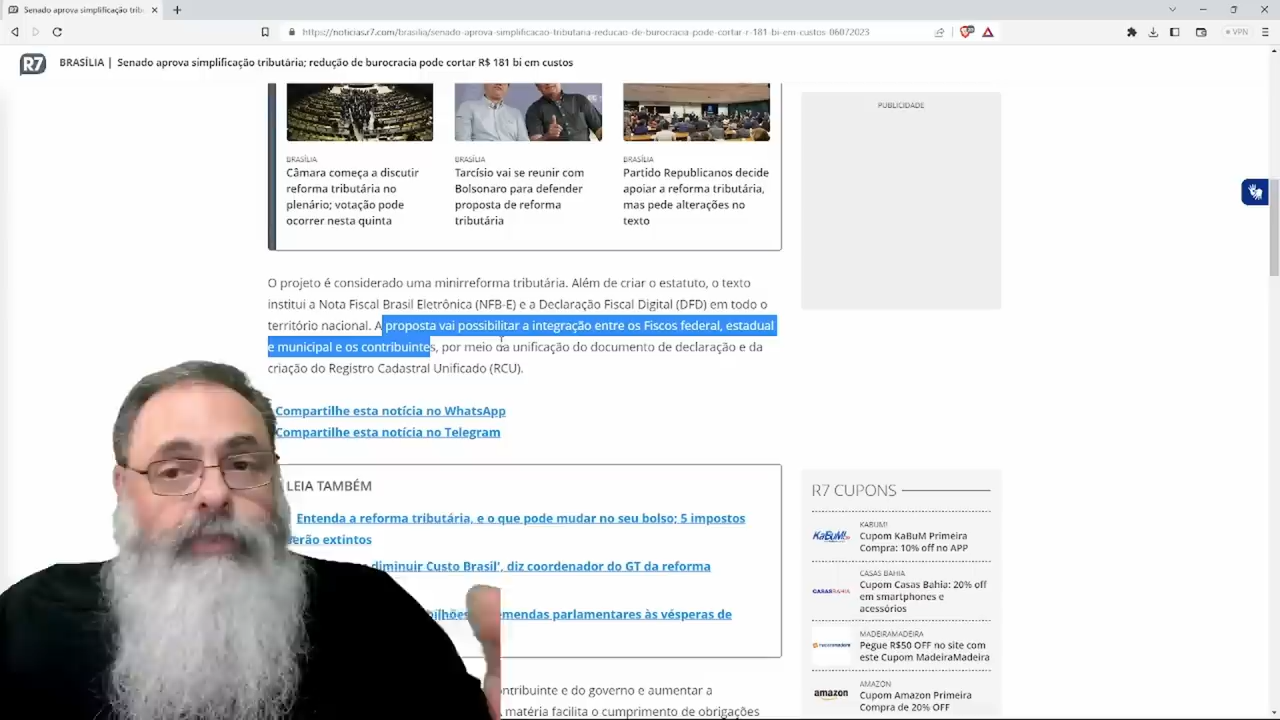 Senado aprova simplificação trib
https://noticias.r7.com/brasilia/senado-aprova-simplificacao-tributaria-reducao-de-burocracia-pode-cortar-r-181-bi-em-custos-06072023
VPN
R7
BRASÍLIA | Senado aprova simplificação tributária; redução de burocracia pode cortar R$ 181 bi em custos
BRASÍLIA
Câmara começa a discutir
reforma tributária no
plenário; votação pode
ocorrer nesta quinta
BRASÍLIA
Tarcísio vai se reunir com
Bolsonaro para defender
proposta de reforma
tributária
BRASÍLIA
Partido Republicanos decide
apoiar a reforma tributária,
mas pede alterações no
texto
PUBLICIDADE
O projeto é considerado uma minirreforma tributária. Além de criar o estatuto, o texto
institui a Nota Fiscal Brasil Eletrônica (NFB-E) e a Declaração Fiscal Digital (DFD) em todo o
território nacional. A proposta vai possibilitar a integração entre os Fiscos federal, estadual
e municipal e os contribuintes, por meio da unificação do documento de declaração e da
criação do Registro Cadastral Unificado (RCU).
Compartilhe esta notícia no WhatsApp
Compartilhe esta notícia no Telegram
LEIA TAMBÉM
Entenda a reforma tributária, e o que pode mudar no seu bolso; 5 impostos
serão extintos
diminuir Custo Brasil', diz coordenador do GT da reforma
emendas parlamentares às vésperas de
ntribuinte e do governo e aumentar a
matéria facilita o cumprimento de obrigações
R7 CUPONS
KaBuM!
KABUM!
Cupom KaBuM Primeira
Compra: 10% off no APP
CASASBAHIA
CASAS BAHIA
Cupom Casas Bahia: 20% off
em smartphones e
acessórios
madeiramadeira
MADEIRAMADEIRA
Pegue R$50 OFF no site com
este Cupom MadeiraMadeira
amazon
AMAZON
Cupom Amazon Primeira
Compra de 20% OFF